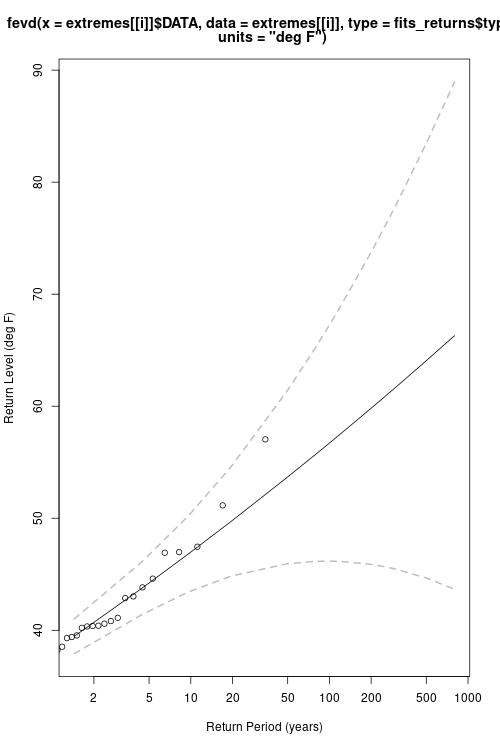 fevd(x = extremes[[i]]$DATA, data = extremes[[i]], type = fits_returns$typ
units = "deg F")
90
80
70
60
50
40
Return Level (deg F)
2 5 10 20 50 100 200 500 1000
Return Period (years)